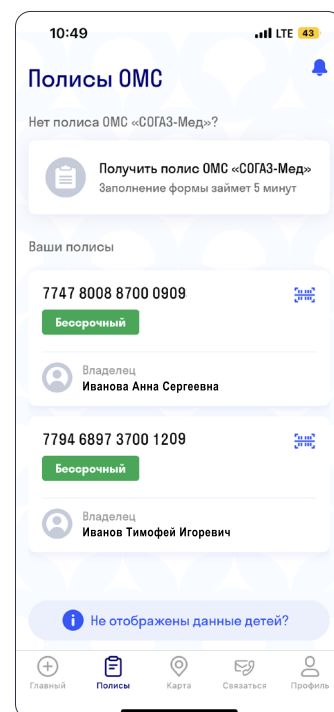 10:49
LTE 43
Полисы ОМС
Нет полиса ОМС «СОГАЗ-Мед»?
Получить полис ОМС «СОГАЗ-Мед»
Заполнение формы займет 5 минут
Ваши полисы
7747 8008 8700 0909
Бессрочный
Владелец
Иванова Анна Сергеевна
7794 6897 3700 1209
Бессрочный
Владелец
Иванов Тимофей Игоревич
Не отображены данные детей?
Главный Полисы Карта Связаться Профиль